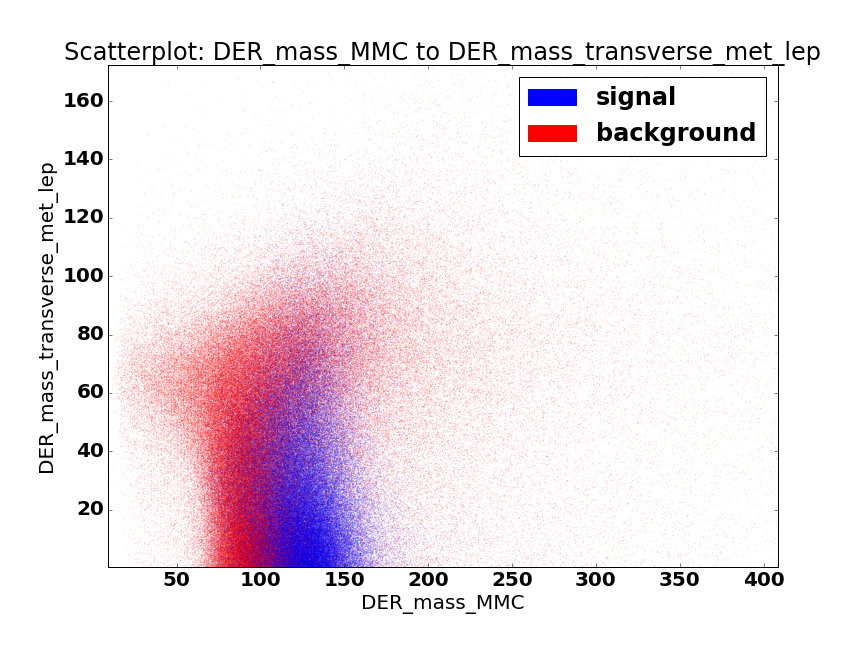 Scatterplot: DER_mass_MMC to DER_mass_transverse_met_lep
signal
background
DER_mass_transverse_met_lep
160
140
120
100
80
60
40
20
50 100 150 200 250 300 350 400
DER_mass_MMC